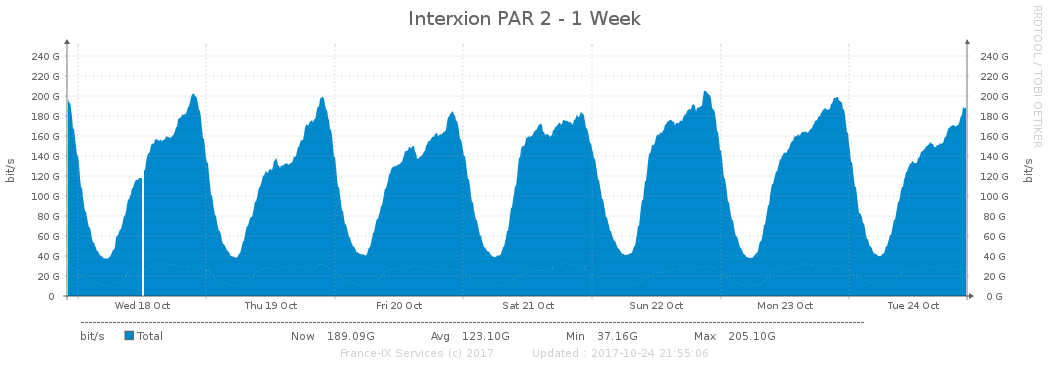 Interxion PAR 2 - 1 Week
RRDTOOL / TOBI OETIKER
bit/s
240 G 240 G
220 G 220 G
200 G 200 G
180 G 180 G
160 G 160 G
140 G 140 G
120 G 120 G
100 G 100 G
80 G 80 G
60 G 60 G
40 G 40 G
20 G 20 G
0 0 G
bit/s
Wed 18 Oct Thu 19 Oct Fri 20 Oct Sat 21 Oct Sun 22 Oct Mon 23 Oct Tue 24 Oct
bit/s Total Now 189.09G Avg 123.10G Min 37.16G Max 205.10G
France-IX Services (c) 2017 Updated : 2017-10-24 21:55:06